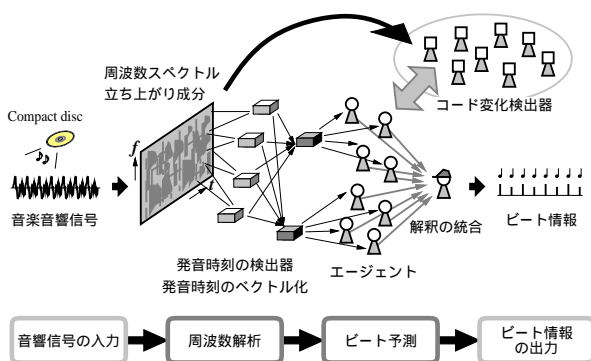 周波数スペクトル
立ち上がり成分
コード変化検出器
Compact disc
f
t
音楽音響信号
発音時刻の検出器
発音時刻のベクトル化
エージェント
解釈の統合
ビート情報
音響信号の入力
周波数解析
ビート予測
ビート情報
の出力